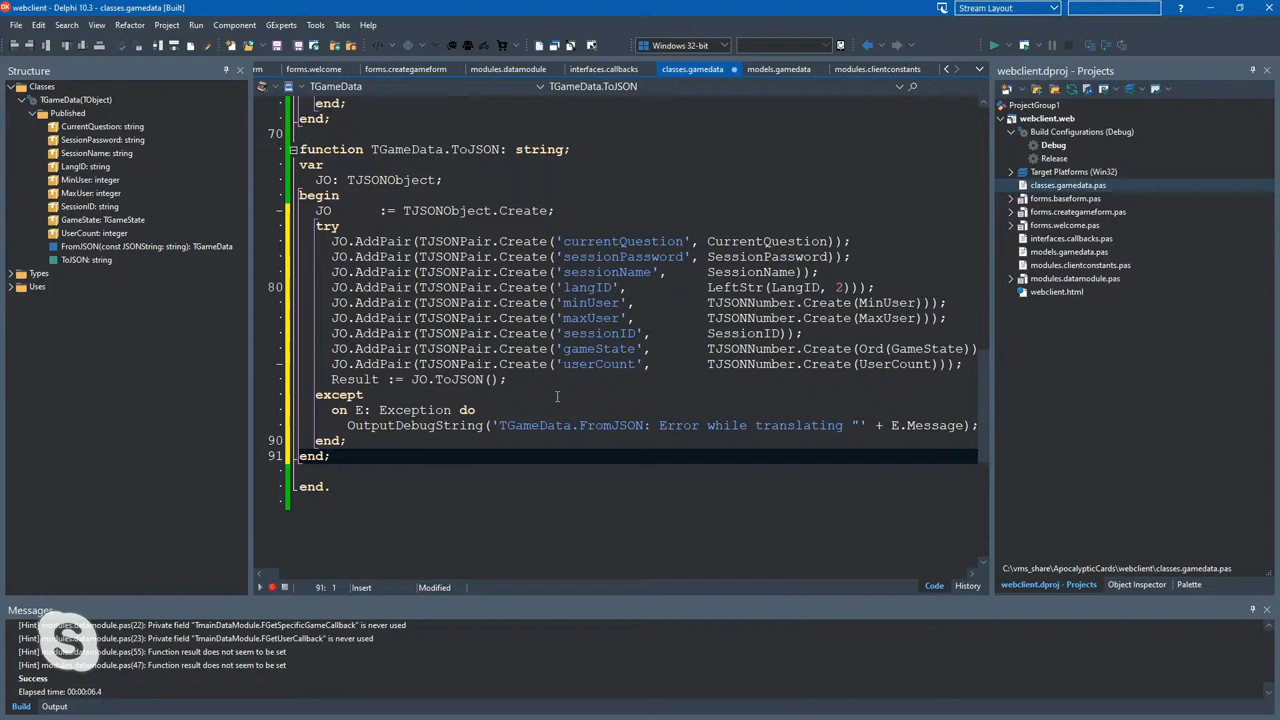 webclient - Delphi 10.3 - classes.gamedata [Built]
Stream Layout
?
File Edit Search View Refactor Project Run Component GExperts Tools Tabs Help
Windows 32-bit
Structure
Classes
TGameData(TObject)
Published
CurrentQuestion: string
SessionPassword: string
SessionName: string
LangID: string
MinUser: integer
MaxUser: integer
SessionID: string
GameState: TGameState
UserCount: integer
FromJSON(const JSONString: string): TGameData
ToJSON: string
Types
Uses
rm forms.welcome forms.creategameform modules.datamodule interfaces.callbacks classes.gamedata models.gamedata modules.clientconstants
TGameData TGameData.ToJSON
end;
end;
70
function TGameData.ToJSON: string;
var
JO: TJSONObject;
begin
JO := TJSONObject.Create;
try
JO.AddPair(TJSONPair.Create('currentQuestion', CurrentQuestion));
JO.AddPair(TJSONPair.Create('sessionPassword', SessionPassword));
JO.AddPair(TJSONPair.Create('sessionName', SessionName));
80 JO.AddPair(TJSONPair.Create('langID', LeftStr(LangID, 2)));
JO.AddPair(TJSONPair.Create('minUser', TJSONNumber.Create(MinUser)));
JO.AddPair(TJSONPair.Create('maxUser', TJSONNumber.Create(MaxUser)));
JO.AddPair(TJSONPair.Create('sessionID', SessionID));
JO.AddPair(TJSONPair.Create('gameState', TJSONNumber.Create(Ord(GameState))
JO.AddPair(TJSONPair.Create('userCount', TJSONNumber.Create(UserCount)));
Result := JO.ToJSON();
except
on E: Exception do
OutputDebugString('TGameData.FromJSON: Error while translating "' + E.Message);
90 end;
91 end;
end.
91: 1 Insert Modified
Code History
webclient.dproj - Projects
ProjectGroup1
webclient.web
Build Configurations (Debug)
Debug
Release
Target Platforms (Win32)
classes.gamedata.pas
forms.baseform.pas
forms.creategameform.pas
forms.welcome.pas
interfaces.callbacks.pas
models.gamedata.pas
modules.clientconstants.pas
modules.datamodule.pas
webclient.html
C:\vms_share\ApocalypticCards\webclient\classes.gamedata.pas
webclient.dproj - Projects Object Inspector Palette
Messages
[Hint] modules.datamodule.pas(22): Private field "TmainDataModule.FGetSpecificGameCallback" is never used
[Hint] modules.datamodule.pas(23): Private field "TmainDataModule.FGetUserCallback" is never used
[Hint] modules.datamodule.pas(55): Function result does not seem to be set
[Hint] modules.datamodule.pas(47): Function result does not seem to be set
Success
Elapsed time: 00:00:06.4
Build Output